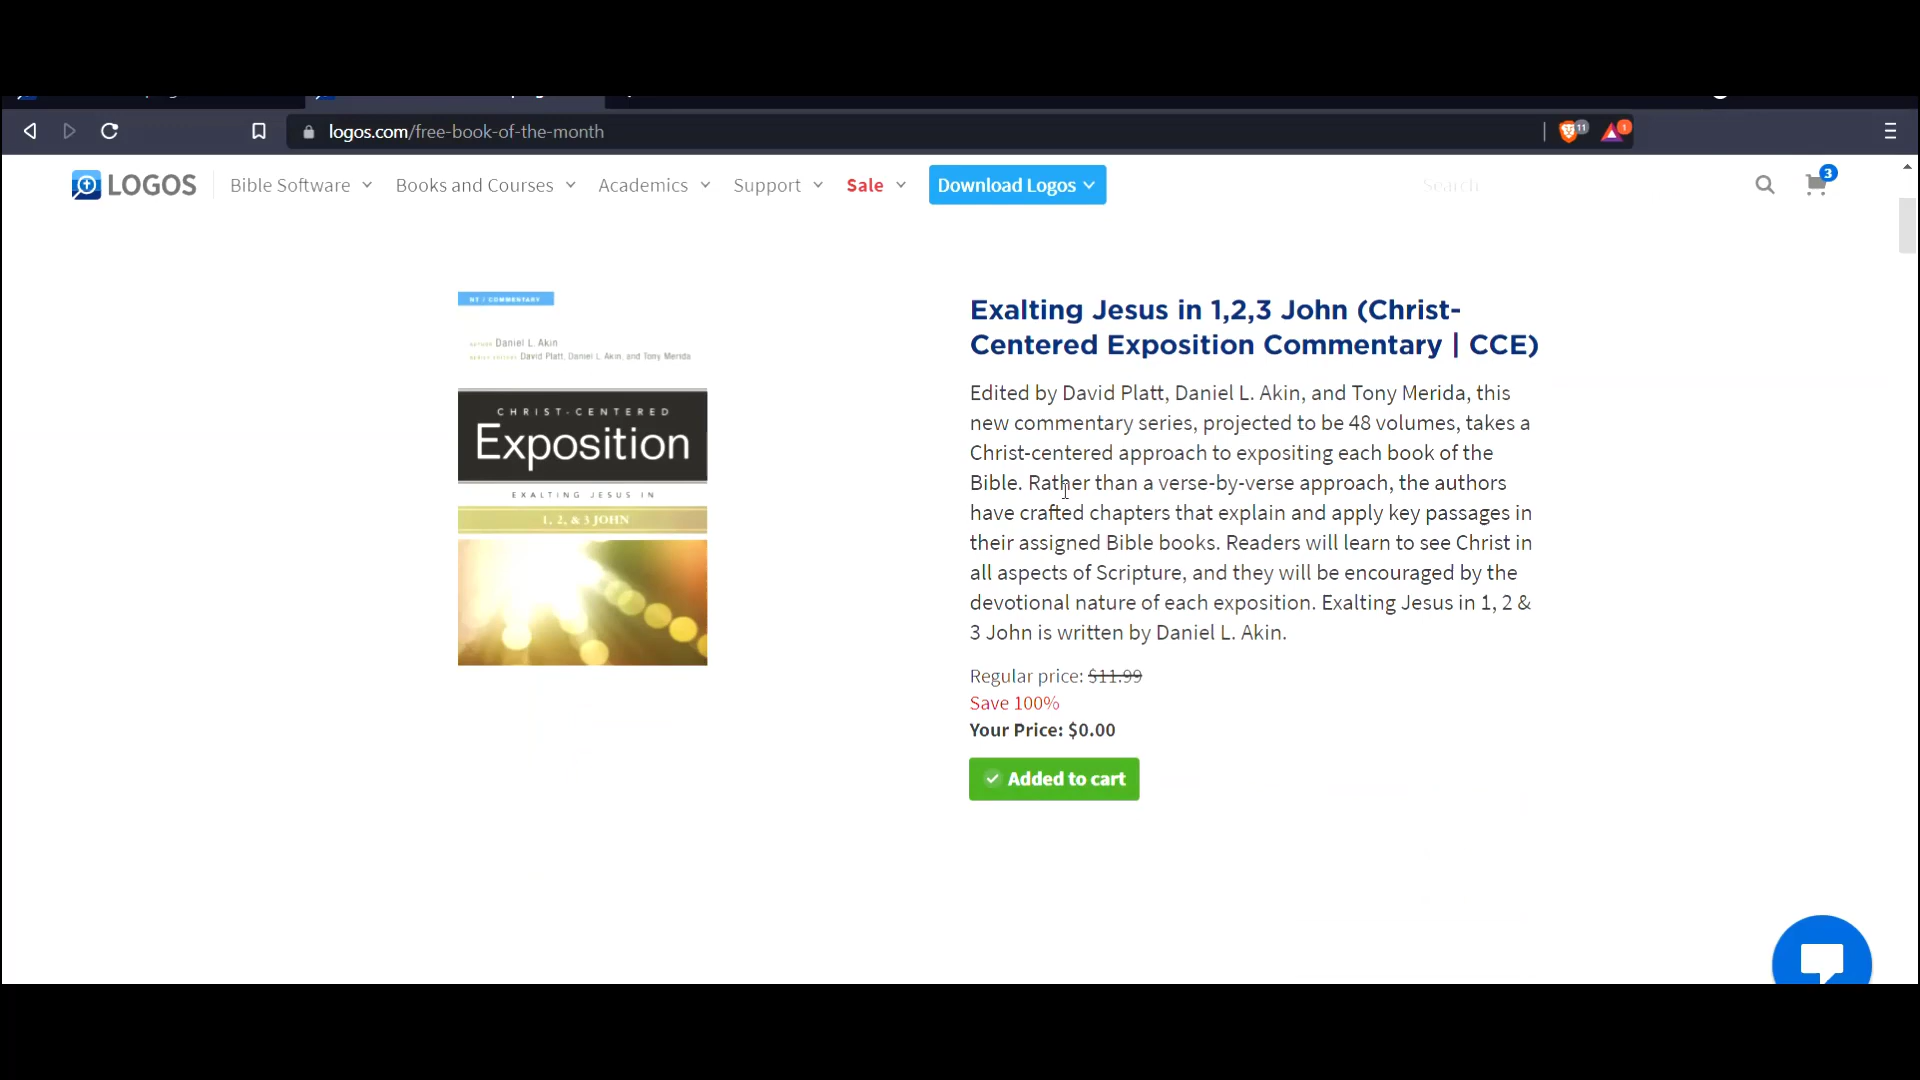 logos.com/free-book-of-the-month
11
1
LOGOS
Bible Software
Books and Courses
Academics
Support
Sale
Download Logos
Search
3
NT / COMMENTARY
Daniel L. Akin
David Platt, Daniel L. Akin, and Tony Merida
CHRIST-CENTERED
Exposition
EXALTING JESUS IN
1, 2, & 3 JOHN
Exalting Jesus in 1,2,3 John (Christ-
Centered Exposition Commentary | CCE)
Edited by David Platt, Daniel L. Akin, and Tony Merida, this
new commentary series, projected to be 48 volumes, takes a
Christ-centered approach to expositing each book of the
Bible. Rather than a verse-by-verse approach, the authors
have crafted chapters that explain and apply key passages in
their assigned Bible books. Readers will learn to see Christ in
all aspects of Scripture, and they will be encouraged by the
devotional nature of each exposition. Exalting Jesus in 1, 2 &
3 John is written by Daniel L. Akin.
Regular price: $11.99
Save 100%
Your Price: $0.00
Added to cart